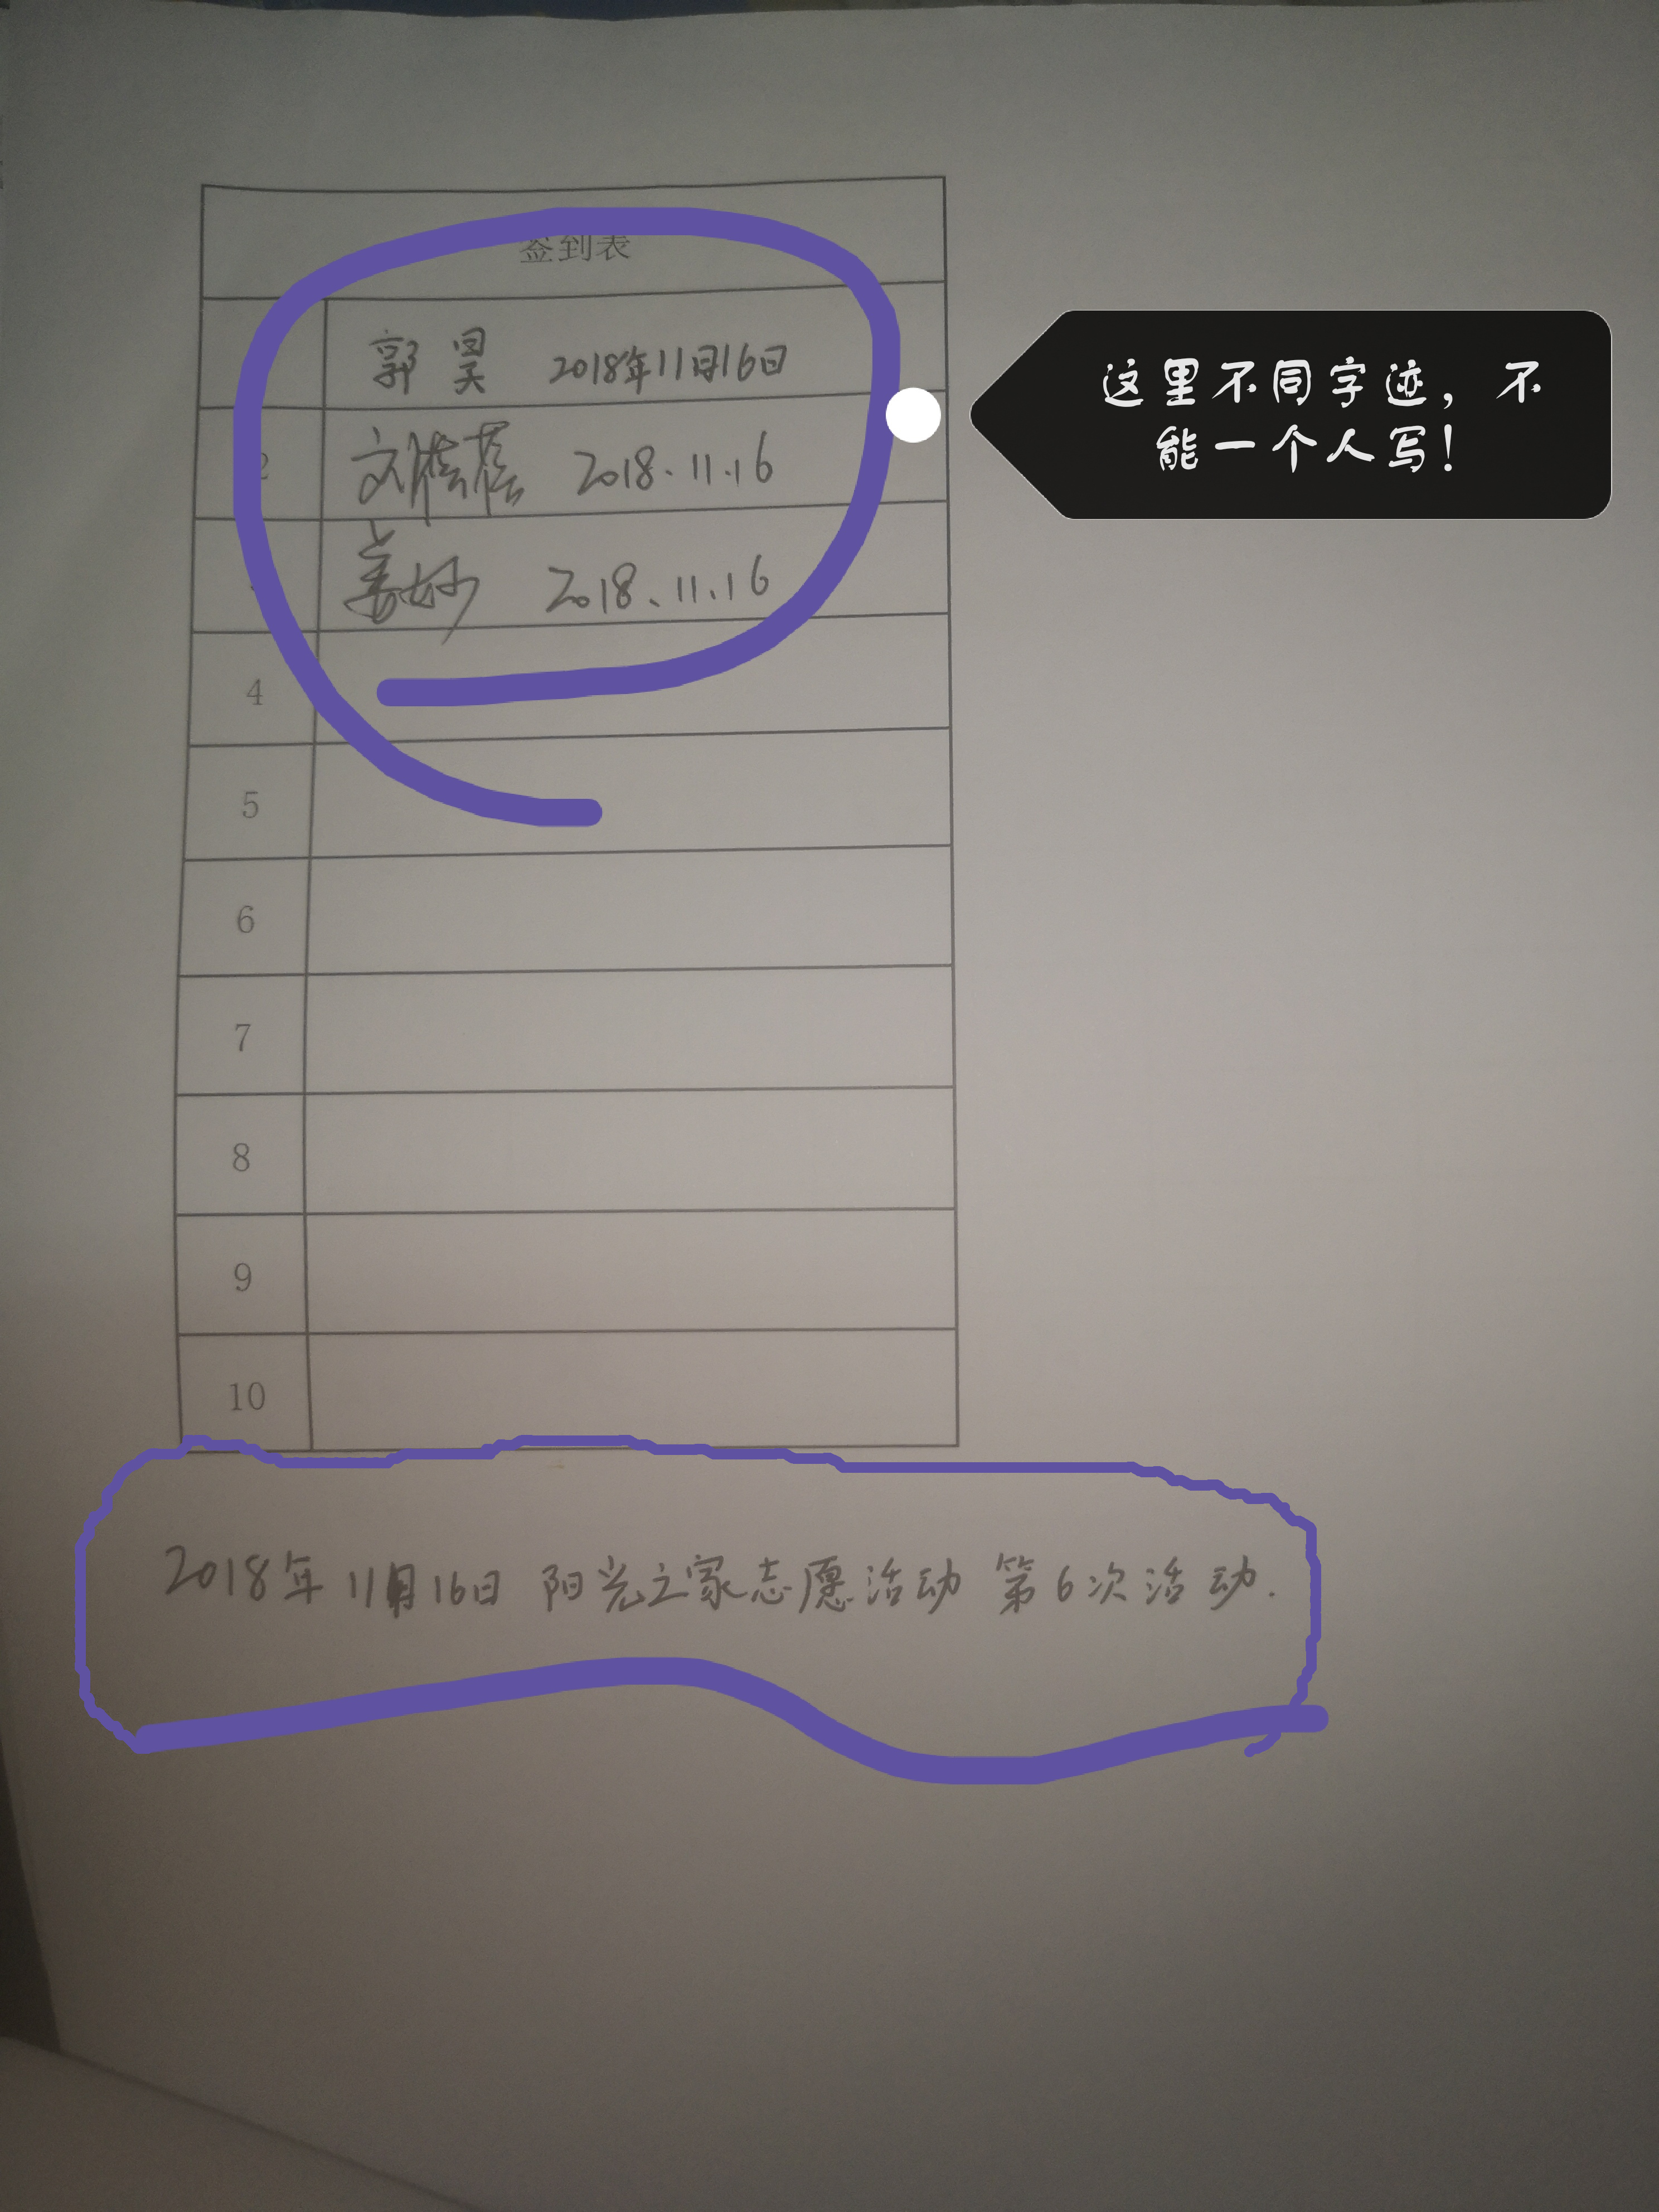 签到表
郭昊 2018年11月16日
2 2018.11.16
姜妙 2018.11.16
4
5
6
7
8
9
10
这里不同字迹，不
能一个人写！
2018年11月16日 阳光之家志愿活动 第6次活动.